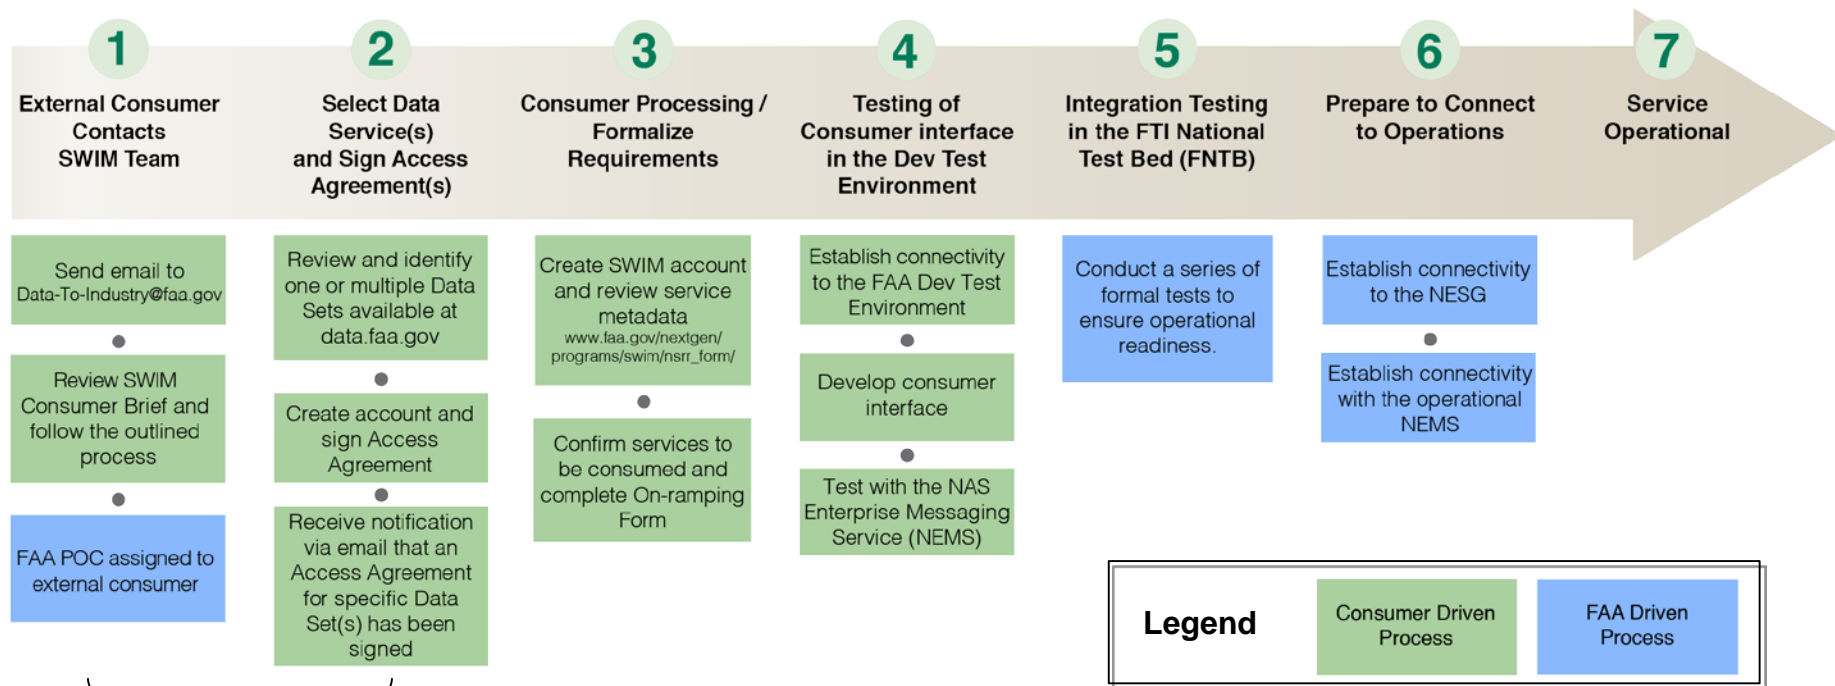 1
External Consumer
Contacts
SWIM Team
2
Select Data
Service(s)
and Sign Access
Agreement(s)
3
Consumer Processing /
Formalize
Requirements
4
Testing of
Consumer interface
in the Dev Test
Environment
5
Integration Testing
in the FTI National
Test Bed (FNTB)
6
Prepare to Connect
to Operations
7
Service
Operational
Send email to
Data-To-Industry@faa.gov
Review SWIM
Consumer Brief and
follow the outlined
process
FAA POC assigned to
external consumer
Review and identify
one or multiple Data
Sets available at
data.faa.gov
Create account and
sign Access
Agreement
Receive notification
via email that an
Access Agreement
for specific Data
Set(s) has been
signed
Create SWIM account
and review service
metadata
www.faa.gov/nextgen/
programs/swim/nsrr_form/
Confirm services to
be consumed and
complete On-ramping
Form
Establish connectivity
to the FAA Dev Test
Environment
Develop consumer
interface
Test with the NAS
Enterprise Messaging
Service (NEMS)
Conduct a series of
formal tests to
ensure operational
readiness.
Establish connectivity
to the NESG
Establish connectivity
with the operational
NEMS
Legend
Consumer Driven
Process
FAA Driven
Process